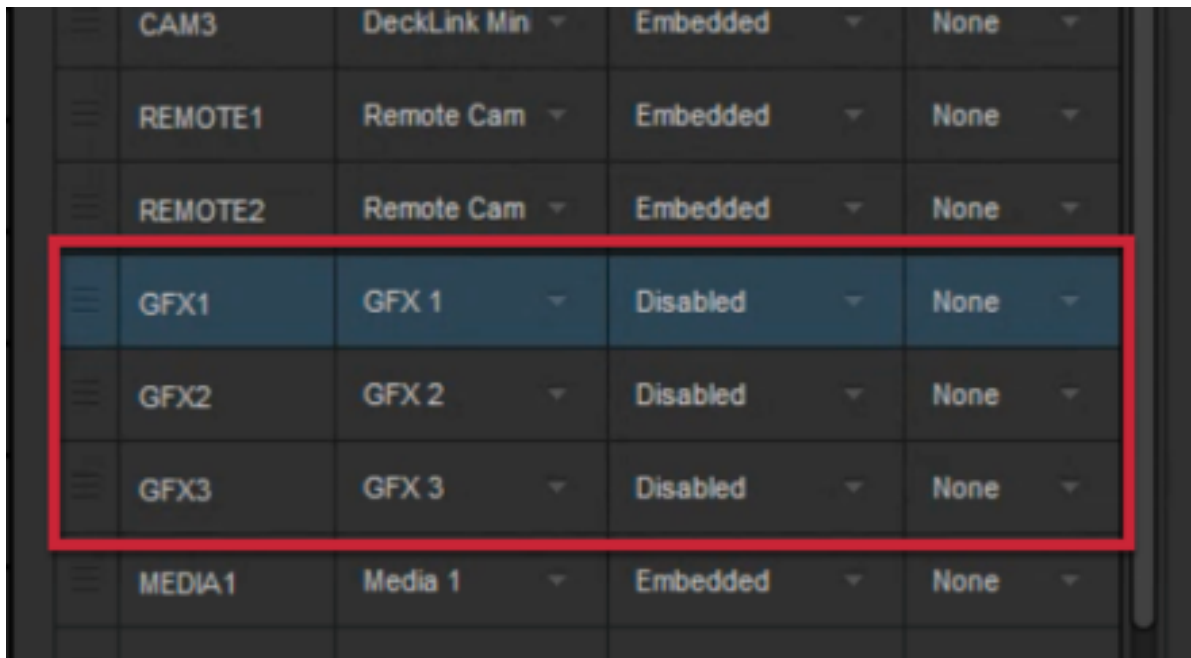 CAM3 DeckLink Min Embedded None
REMOTE1 Remote Cam Embedded None
REMOTE2 Remote Cam Embedded None
GFX1 GFX 1 Disabled None
GFX2 GFX 2 Disabled None
GFX3 GFX 3 Disabled None
MEDIA1 Media 1 Embedded None